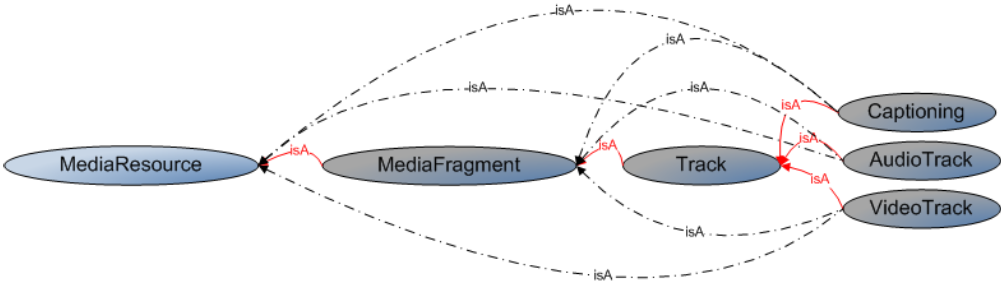 isA
isA
isA
isA
isA
Captioning
isA
isA
isA
isA
MediaResource
MediaFragment
Track
AudioTrack
isA
VideoTrack
isA
isA